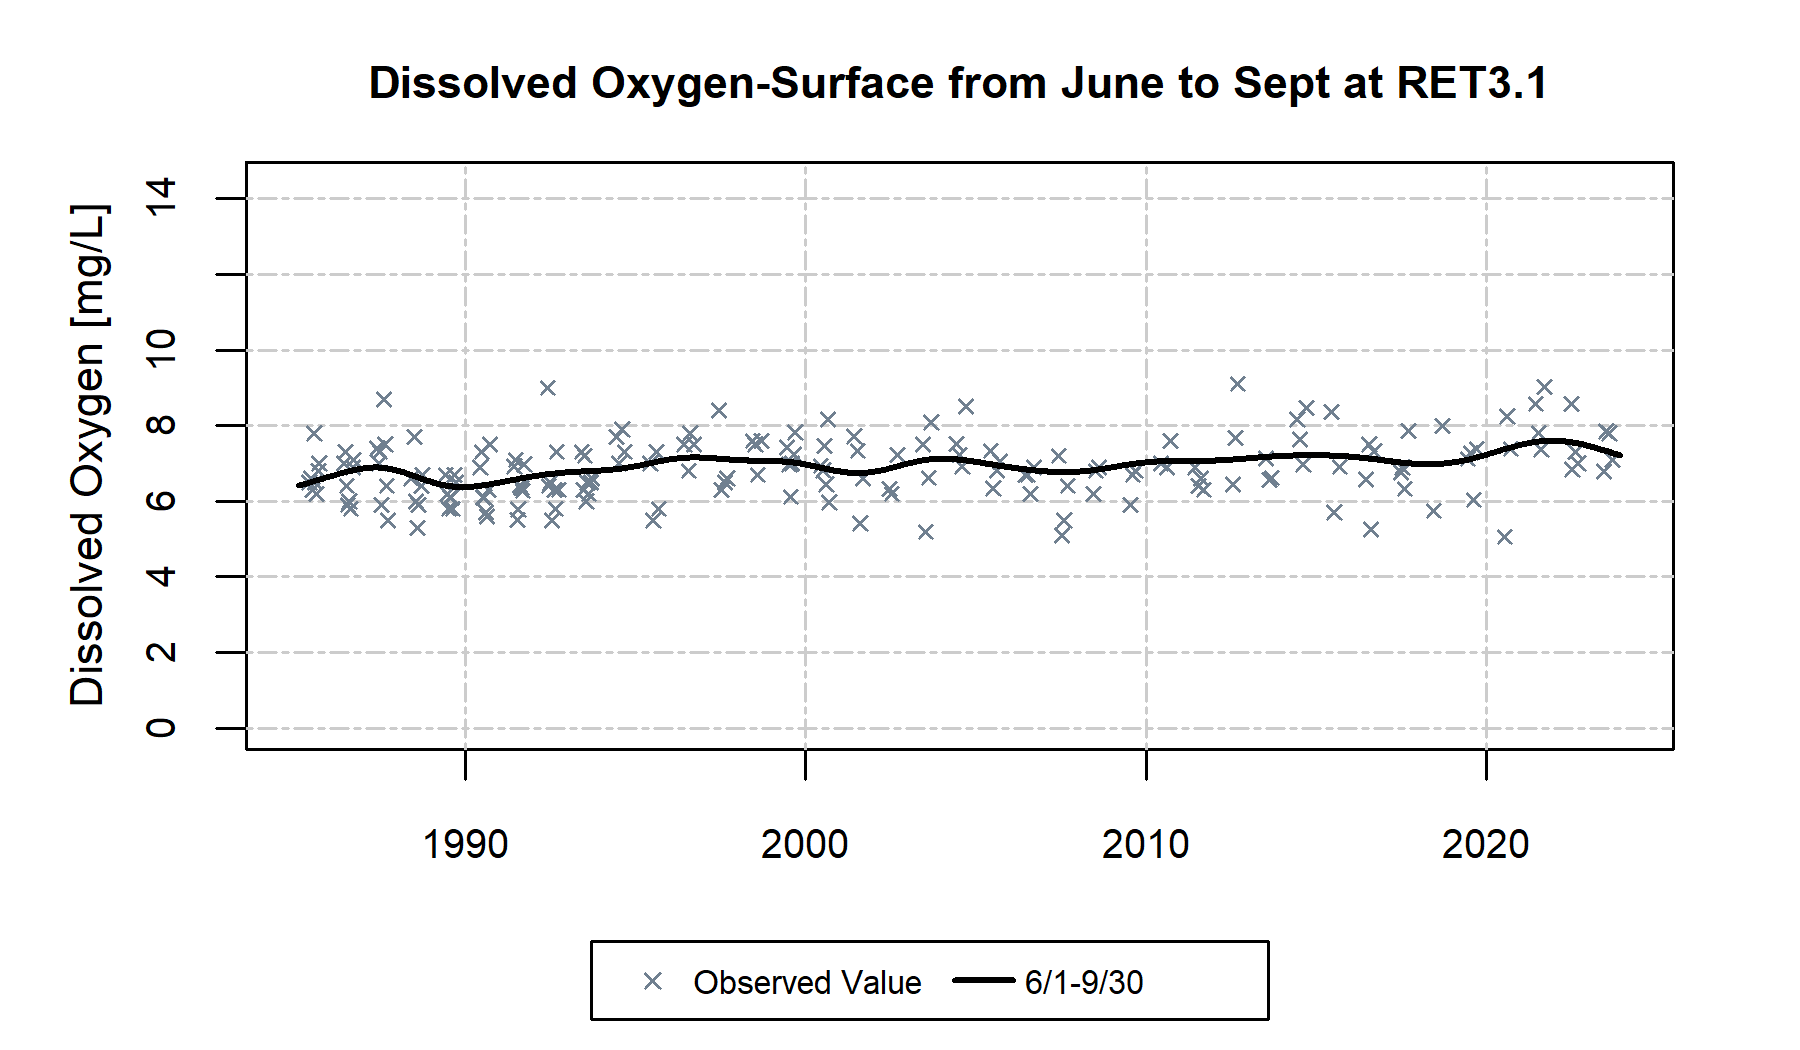 Dissolved Oxygen-Surface from June to Sept at RET3.1
Dissolved Oxygen [mg/L]
14
10
8
6
4
2
0
1990 2000 2010 2020
Observed Value 6/1-9/30